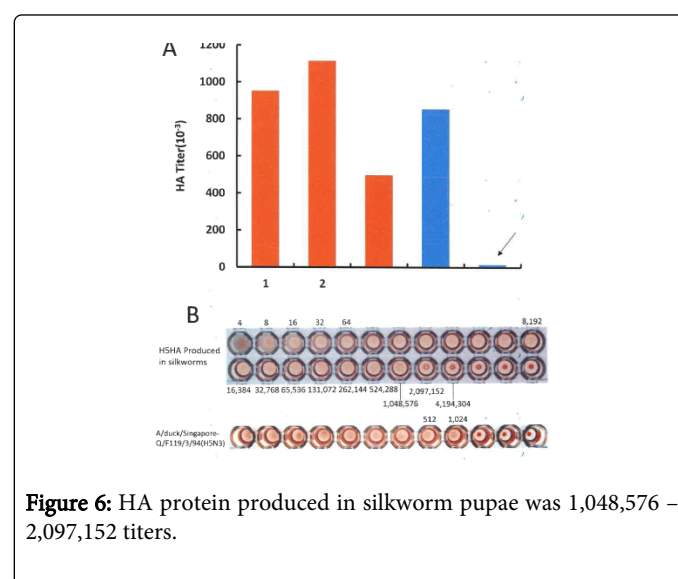 A
1200
1000
800
600
400
200
0
HA Titer(10⁻³)
1 2
B
4 8 16 32 64 8,192
H5HA Produced
in silkworms
16,384 32,768 65,536 131,072 262,144 524,288 2,097,152
1,048,576 4,194,304
512 1,024
A/duck/Singapore-
Q/F119/3/94(H5N3)
Figure 6: HA protein produced in silkworm pupae was 1,048,576 –
2,097,152 titers.